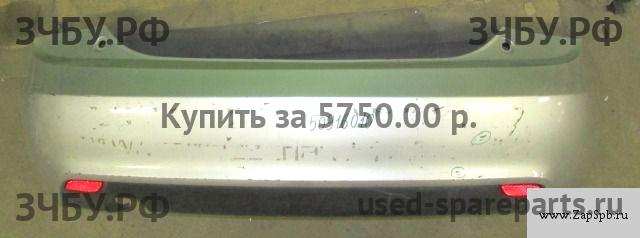 ЗЧБУ.РФ ЗЧБУ.РФ
Купить за 5750.00 р.
ЗЧБУ.РФ used-spareparts.ru
www.ZapSpb.ru